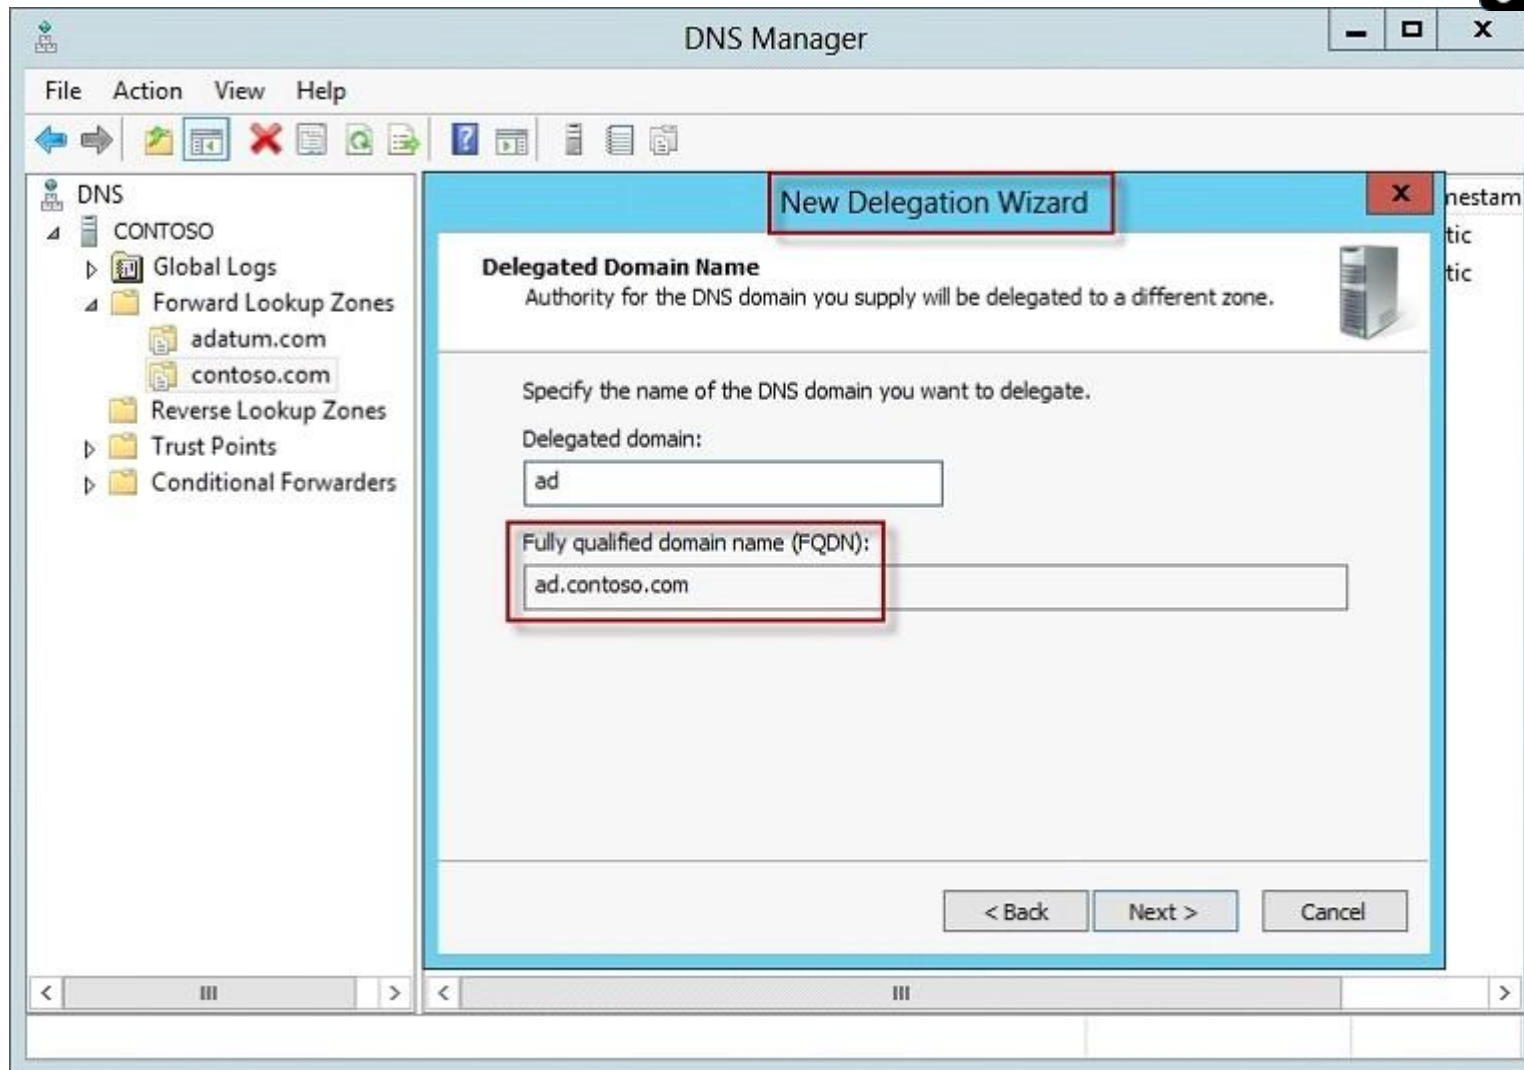 DNS Manager
File Action View Help
DNS
CONTOSO
Global Logs
Forward Lookup Zones
adatum.com
contoso.com
Reverse Lookup Zones
Trust Points
Conditional Forwarders
New Delegation Wizard
x
Delegated Domain Name
Authority for the DNS domain you supply will be delegated to a different zone.
Specify the name of the DNS domain you want to delegate.
Delegated domain:
ad
Fully qualified domain name (FQDN):
ad.contoso.com
< Back Next > Cancel
nestam
tic
tic